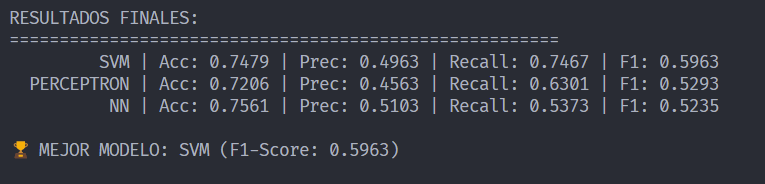 RESULTADOS FINALES:
=======================================================
SVM | Acc: 0.7479 | Prec: 0.4963 | Recall: 0.7467 | F1: 0.5963
PERCEPTRON | Acc: 0.7206 | Prec: 0.4563 | Recall: 0.6301 | F1: 0.5293
NN | Acc: 0.7561 | Prec: 0.5103 | Recall: 0.5373 | F1: 0.5235
🏆 MEJOR MODELO: SVM (F1-Score: 0.5963)